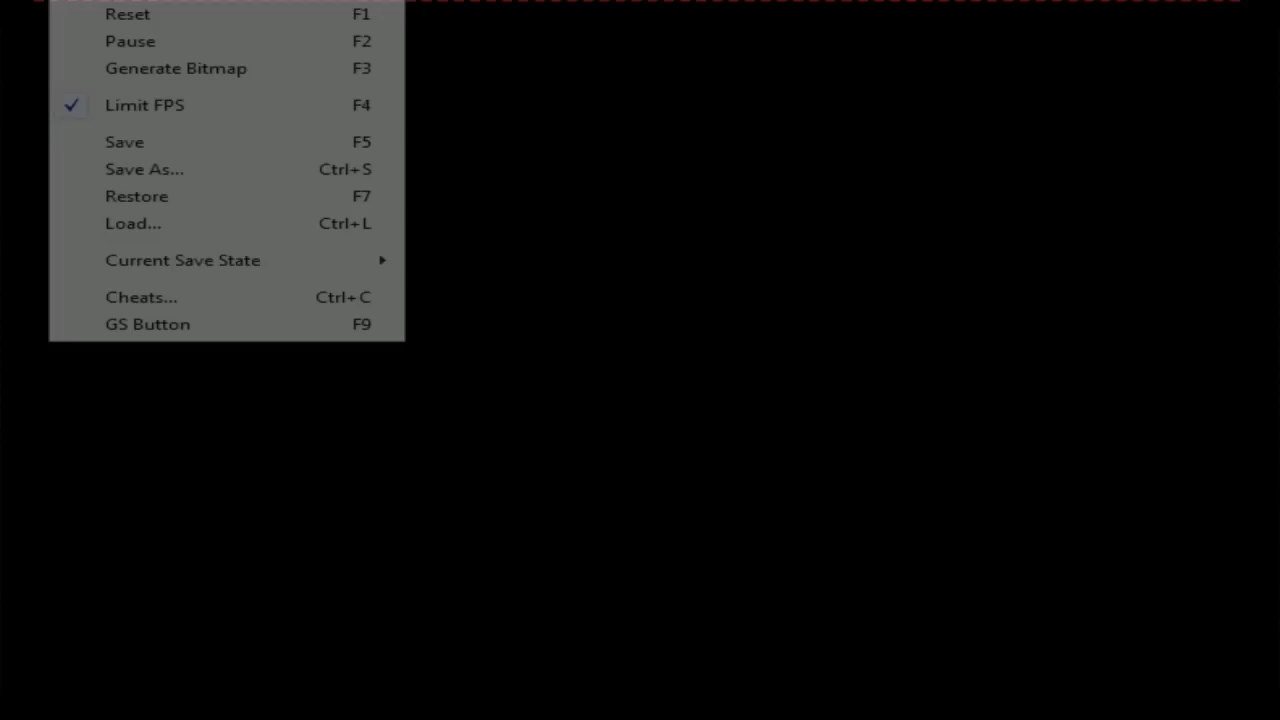 Reset F1
Pause F2
Generate Bitmap F3
Limit FPS F4
Save F5
Save As... Ctrl+S
Restore F7
Load... Ctrl+L
Current Save State
Cheats... Ctrl+C
GS Button F9